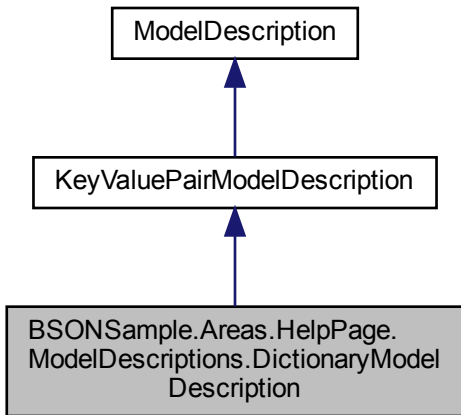 ModelDescription
KeyValuePairModelDescription
BSONSample.Areas.HelpPage.
ModelDescriptions.DictionaryModel
Description